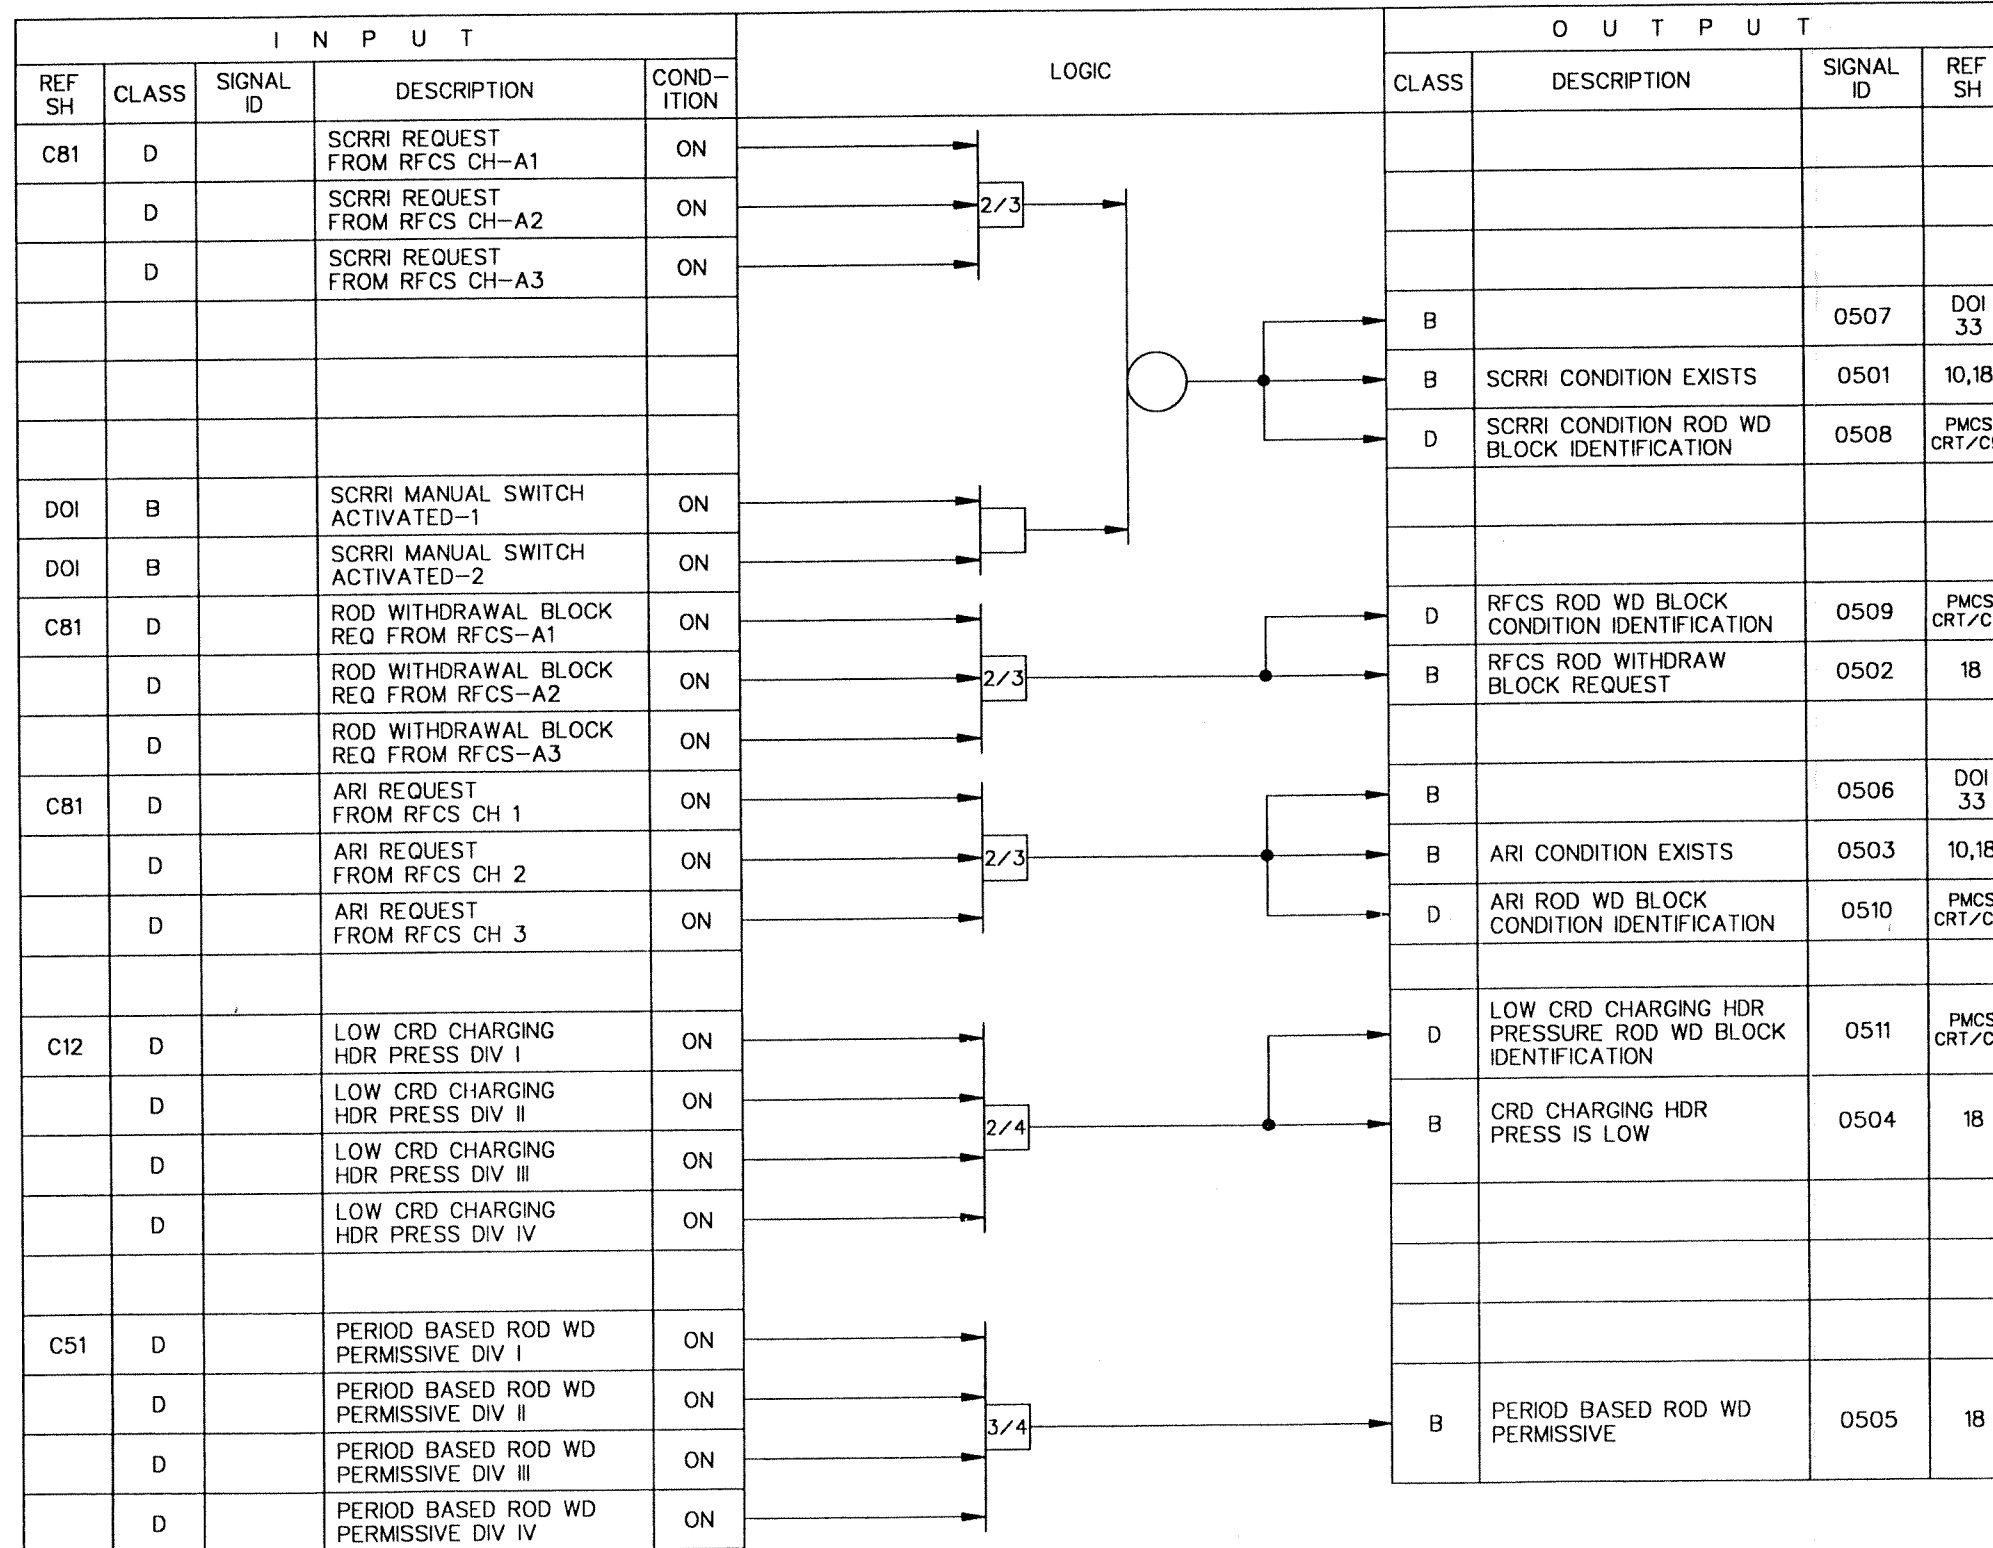 I N P U T
LOGIC
O U T P U T
REF SH
CLASS
SIGNAL ID
DESCRIPTION
COND-ITION
CLASS
DESCRIPTION
SIGNAL ID
REF SH
C81 D SCRRI REQUEST
FROM RFCS CH-A1 ON
D SCRRI REQUEST
FROM RFCS CH-A2 ON
2/3
D SCRRI REQUEST
FROM RFCS CH-A3 ON
B 0507 DOI
33
B SCRRI CONDITION EXISTS 0501 10,18
D SCRRI CONDITION ROD WD
BLOCK IDENTIFICATION 0508 PMCS
CRT/
DOI B SCRRI MANUAL SWITCH
ACTIVATED-1 ON
DOI B SCRRI MANUAL SWITCH
ACTIVATED-2 ON
C81 D ROD WITHDRAWAL BLOCK
REQ FROM RFCS-A1 ON
D RFCS ROD WD BLOCK
CONDITION IDENTIFICATION 0509 PMCS
CRT/C
D ROD WITHDRAWAL BLOCK
REQ FROM RFCS-A2 ON
2/3
B RFCS ROD WITHDRAW
BLOCK REQUEST 0502 18
D ROD WITHDRAWAL BLOCK
REQ FROM RFCS-A3 ON
C81 D ARI REQUEST
FROM RFCS CH 1 ON
B 0506 DOI
33
D ARI REQUEST
FROM RFCS CH 2 ON
2/3
B ARI CONDITION EXISTS 0503 10,18
D ARI REQUEST
FROM RFCS CH 3 ON
D ARI ROD WD BLOCK
CONDITION IDENTIFICATION 0510 PMCS
CRT/C
C12 D LOW CRD CHARGING
HDR PRESS DIV I ON
D LOW CRD CHARGING HDR
PRESSURE ROD WD BLOCK
IDENTIFICATION 0511 PMCS
CRT/C
D LOW CRD CHARGING
HDR PRESS DIV II ON
2/4
B CRD CHARGING HDR
PRESS IS LOW 0504 18
D LOW CRD CHARGING
HDR PRESS DIV III ON
D LOW CRD CHARGING
HDR PRESS DIV IV ON
C51 D PERIOD BASED ROD WD
PERMISSIVE DIV I ON
D PERIOD BASED ROD WD
PERMISSIVE DIV II ON
3/4
B PERIOD BASED ROD WD
PERMISSIVE 0505 18
D PERIOD BASED ROD WD
PERMISSIVE DIV III ON
D PERIOD BASED ROD WD
PERMISSIVE DIV IV ON